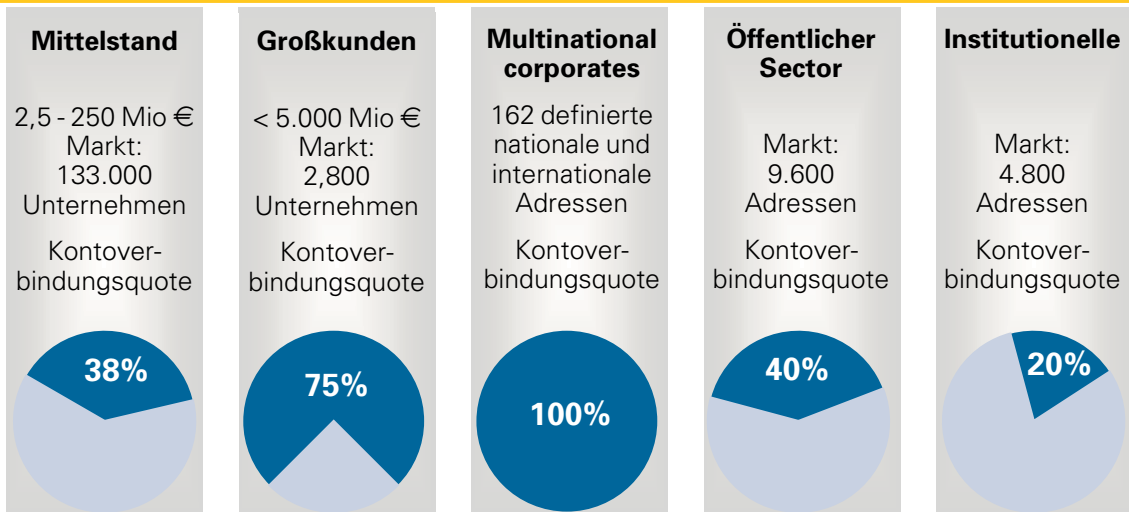 Mittelstand
2,5 - 250 Mio €
Markt:
133.000
Unternehmen
Kontover-
bindungsquote
38%
Großkunden
< 5.000 Mio €
Markt:
2,800
Unternehmen
Kontover-
bindungsquote
75%
Multinational
corporates
162 definierte
nationale und
internationale
Adressen
Kontover-
bindungsquote
100%
Öffentlicher
Sector
Markt:
9.600
Adressen
Kontover-
bindungsquote
40%
Institutionelle
Markt:
4.800
Adressen
Kontover-
bindungsquote
20%